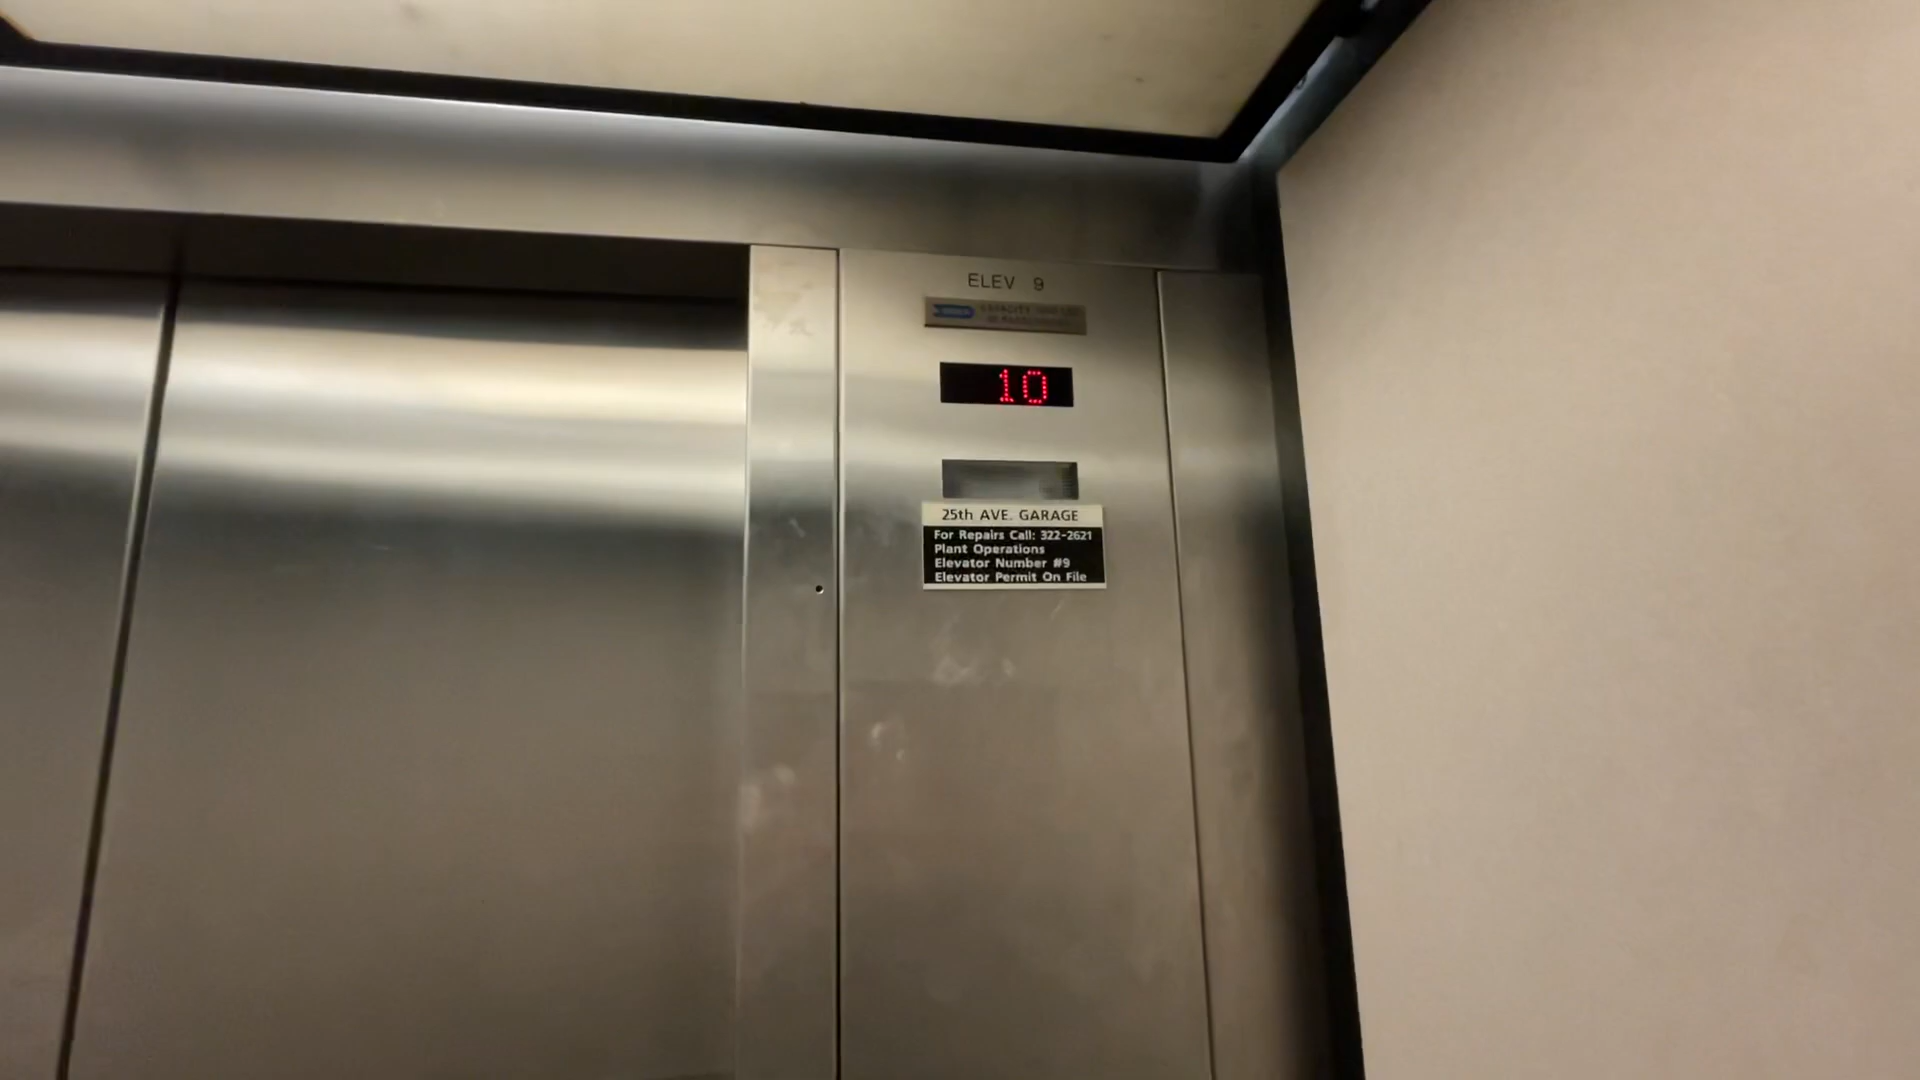 ELEV 9
10
25th AVE. GARAGE
For Repairs Call: 322-2621
Plant Operations
Elevator Number #9
Elevator Permit On File